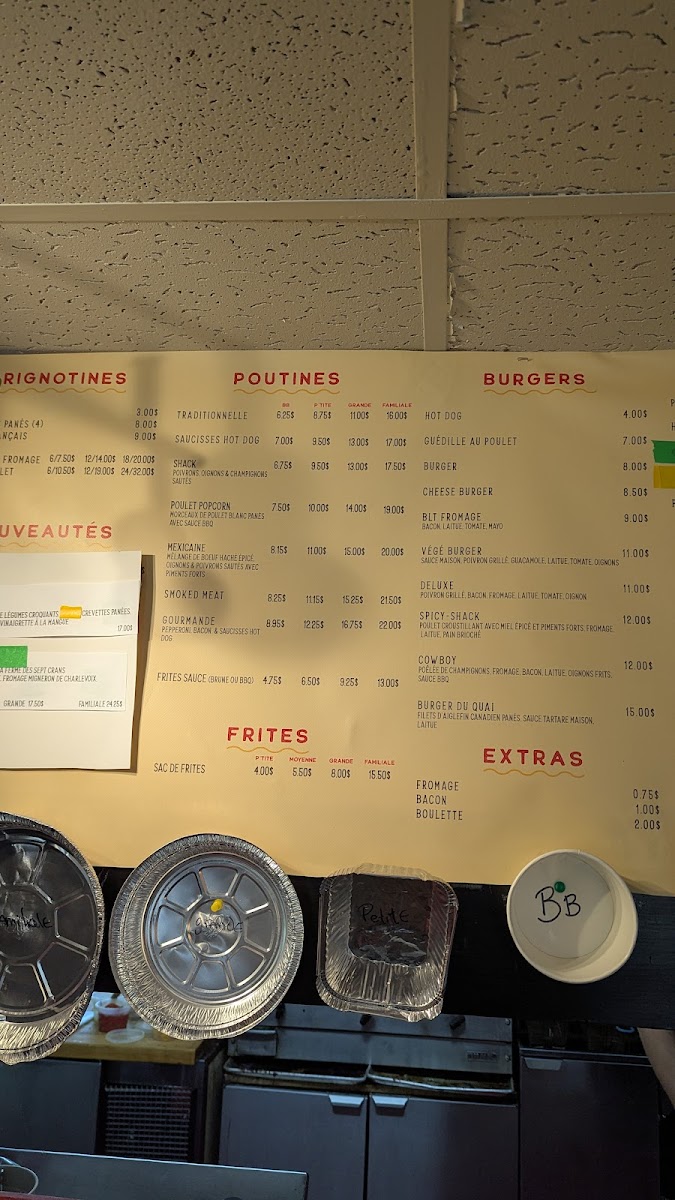 RIGNOTINES
3.00$
PANÉS (4) 8.00$
NÇAIS 9.00$
FROMAGE 6/7.50$ 12/14.00$ 18/20.00$
LET 6/10.50$ 12/19.00$ 24/32.00$
UVEAUTÉS
E LÉGUMES CROQUANTS, CREVETTES PANÉES
VINAIGRETTE À LA MANGUE
17.00$
A FERME DES SEPT CRANS
FROMAGE MIGNERON DE CHARLEVOIX
GRANDE 17.50$ FAMILIALE 24.25$
POUTINES
BB P'TITE GRANDE FAMILIALE
TRADITIONNELLE 6.25$ 8.75$ 11.00$ 16.00$
SAUCISSES HOT DOG 7.00$ 9.50$ 13.00$ 17.00$
SHACK 6.75$ 9.50$ 13.00$ 17.50$
POIVRONS, OIGNONS & CHAMPIGNONS
SAUTÉS
POULET POPCORN 7.50$ 10.00$ 14.00$ 19.00$
MORCEAUX DE POULET BLANC PANÉS
AVEC SAUCE BBQ
MEXICAINE 8.15$ 11.00$ 15.00$ 20.00$
MÉLANGE DE BOEUF HACHÉ ÉPICÉ,
OIGNONS & POIVRONS SAUTÉS AVEC
PIMENTS FORTS
SMOKED MEAT 8.25$ 11.15$ 15.25$ 21.50$
GOURMANDE 8.95$ 12.25$ 16.75$ 22.00$
PEPPERONI, BACON, & SAUCISSES HOT
DOG
FRITES SAUCE (BRUNE OU BBQ) 4.75$ 6.50$ 9.25$ 13.00$
FRITES
P'TITE MOYENNE GRANDE FAMILIALE
SAC DE FRITES 4.00$ 5.50$ 8.00$ 15.50$
BURGERS
HOT DOG 4.00$
GUÉDILLE AU POULET 7.00$
BURGER 8.00$
CHEESE BURGER 8.50$
BLT FROMAGE 9.00$
BACON, LAITUE, TOMATE, MAYO
VÉGÉ BURGER 11.00$
SAUCE MAISON, POIVRON GRILLÉ, GUACAMOLE, LAITUE, TOMATE, OIGNONS
DELUXE 11.00$
POIVRON GRILLÉ, BACON, FROMAGE, LAITUE, TOMATE, OIGNON
SPICY-SHACK 12.00$
POULET CROUSTILLANT AVEC MIEL ÉPICÉ ET PIMENTS FORTS, FROMAGE,
LAITUE, PAIN BRIOCHÉ
COWBOY 12.00$
POÊLÉE DE CHAMPIGNONS, FROMAGE, BACON, LAITUE, OIGNONS FRITS,
SAUCE BBQ
BURGER DU QUAI 15.00$
FILETS D'AIGLEFIN CANADIEN PANÉS, SAUCE TARTARE MAISON,
LAITUE
EXTRAS
FROMAGE 0.75$
BACON 1.00$
BOULETTE 2.00$
Petite
BB